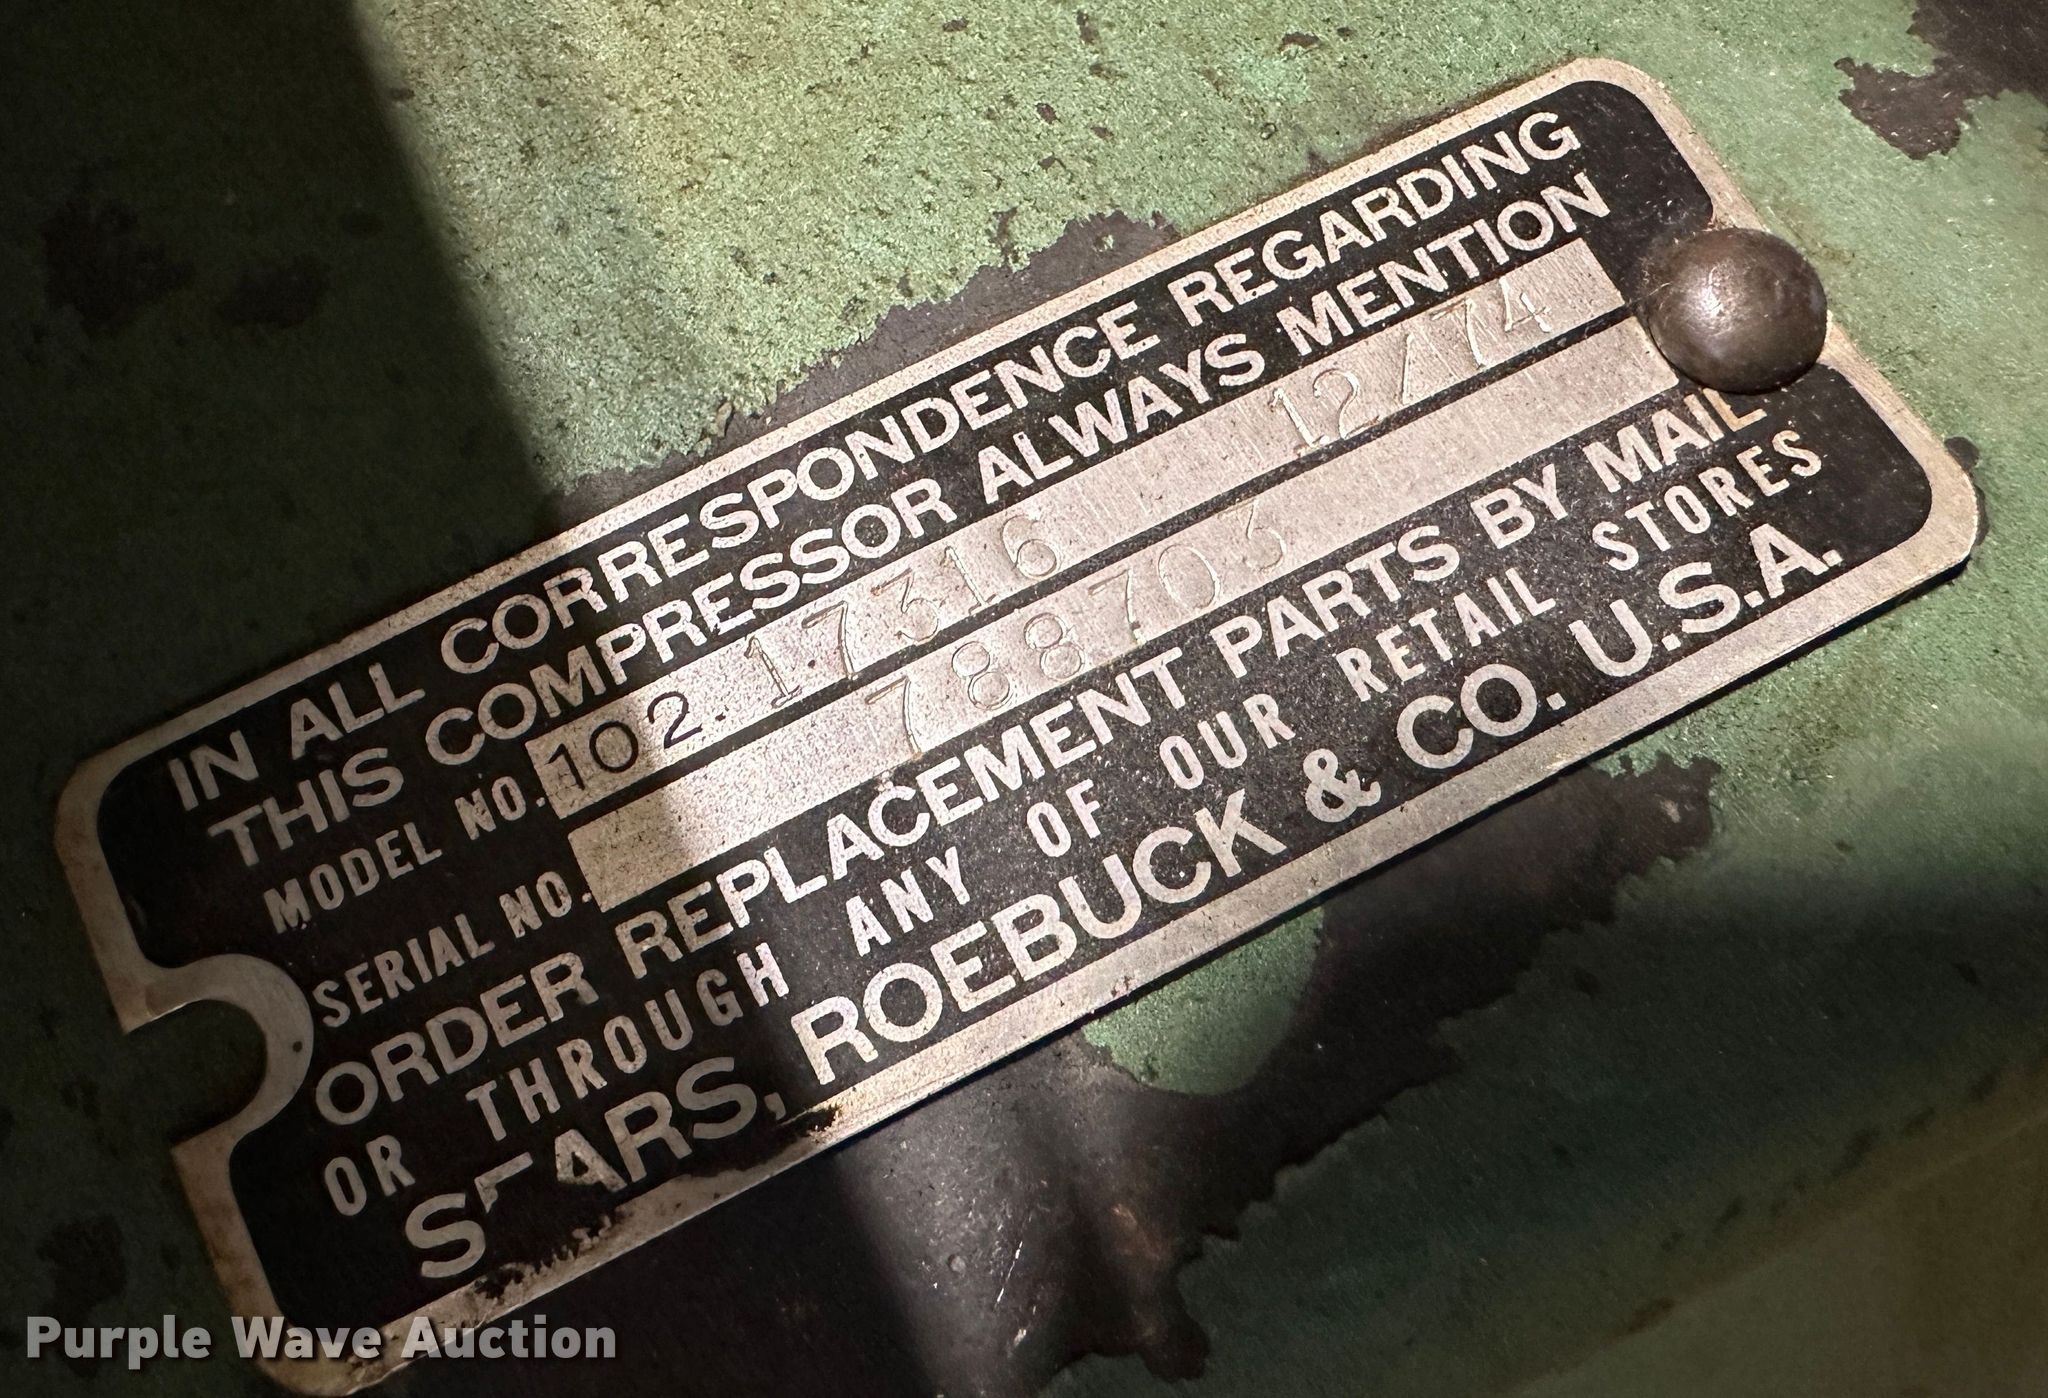 IN ALL CORRESPONDENCE REGARDING
THIS COMPRESSOR ALWAYS MENTION
MODEL NO. 102.17316 12/74
SERIAL NO. 788703
ORDER REPLACEMENT PARTS BY MAIL
OR THROUGH ANY OF OUR RETAIL STORES
SEARS, ROEBUCK & CO. U.S.A.
Purple Wave Auction